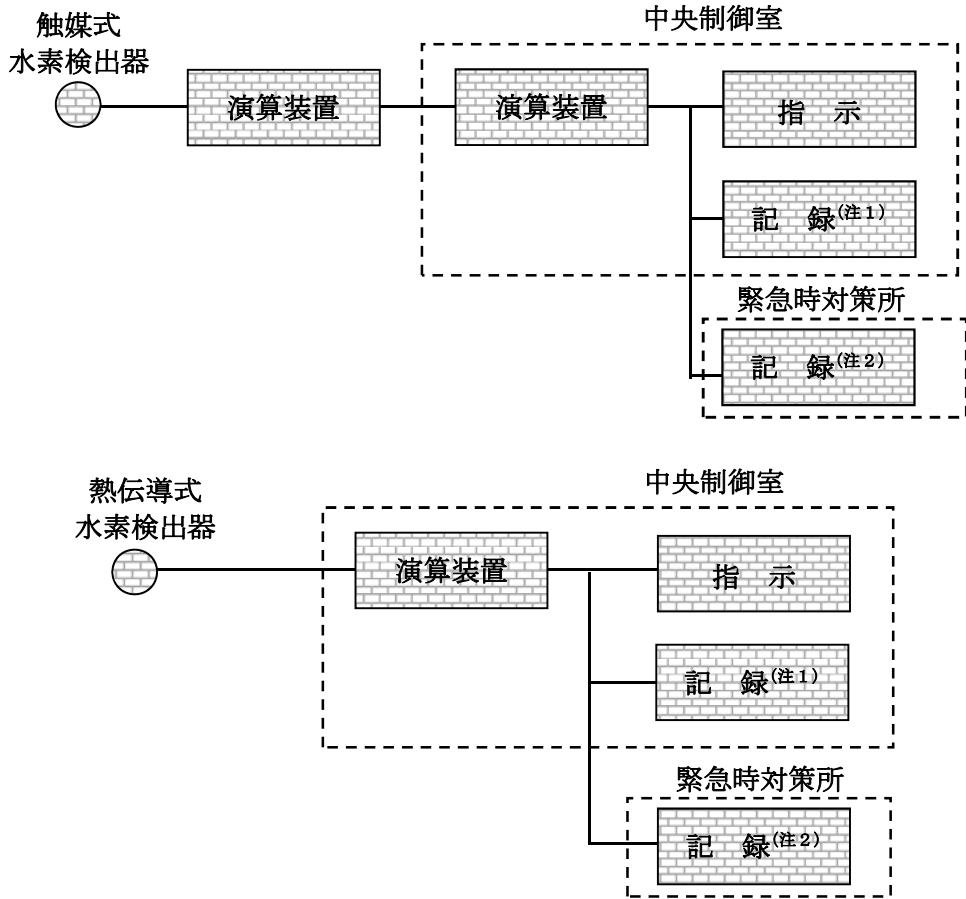 中央制御室
触媒式
水素検出器
演算装置
演算装置
指　示
記　録(注1)
緊急時対策所
記　録(注2)
中央制御室
熱伝導式
水素検出器
演算装置
指　示
記　録(注1)
緊急時対策所
記　録(注2)